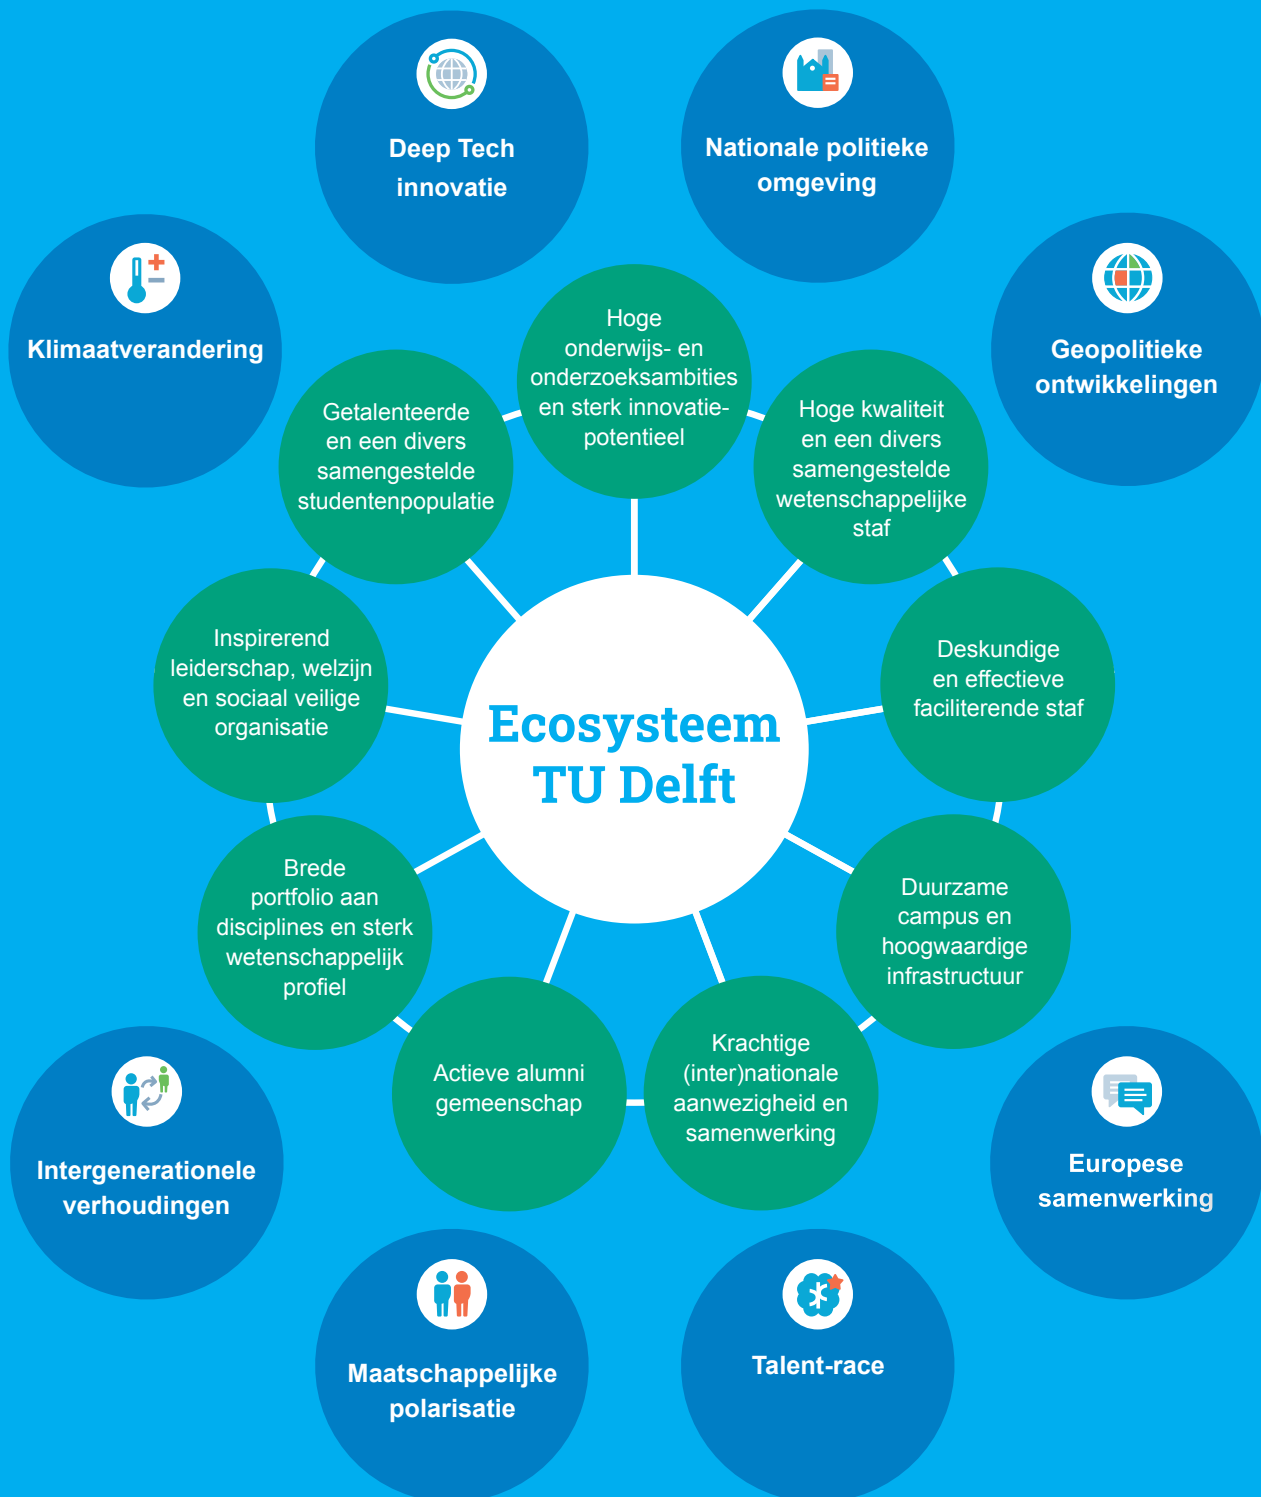 Deep Tech
innovatie
Nationale politieke
omgeving
Klimaatverandering
Geopolitieke
ontwikkelingen
Hoge
onderwijs- en
onderzoeksambities
en sterk innovatie-
potentieel
Getalenteerde
en een divers
samengestelde
studentenpopulatie
Hoge kwaliteit
en een divers
samengestelde
wetenschappelijke
staf
Inspirerend
leiderschap, welzijn
en sociaal veilige
organisatie
Deskundige
en effectieve
faciliterende staf
Ecosysteem
TU Delft
Brede
portfolio aan
disciplines en sterk
wetenschappelijk
profiel
Duurzame
campus en
hoogwaardige
infrastructuur
Actieve alumni
gemeenschap
Krachtige
(inter)nationale
aanwezigheid en
samenwerking
Intergenerationele
verhoudingen
Europese
samenwerking
Maatschappelijke
polarisatie
Talent-race